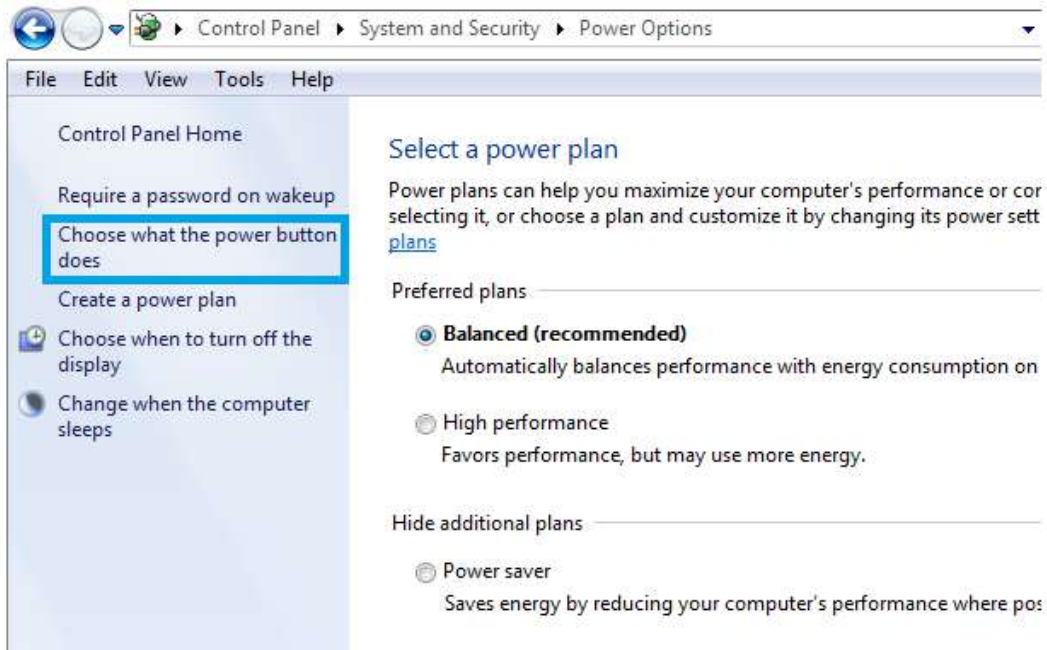 Control Panel System and Security Power Options
File Edit View Tools Help
Control Panel Home
Require a password on wakeup
Choose what the power button
does
Create a power plan
Choose when to turn off the
display
Change when the computer
sleeps
Select a power plan
Power plans can help you maximize your computer's performance or
selecting it, or choose a plan and customize it by changing its power
plans
Preferred plans
Balanced (recommended)
Automatically balances performance with energy consumption on
High performance
Favors performance, but may use more energy.
Hide additional plans
Power saver
Saves energy by reducing your computer's performance where